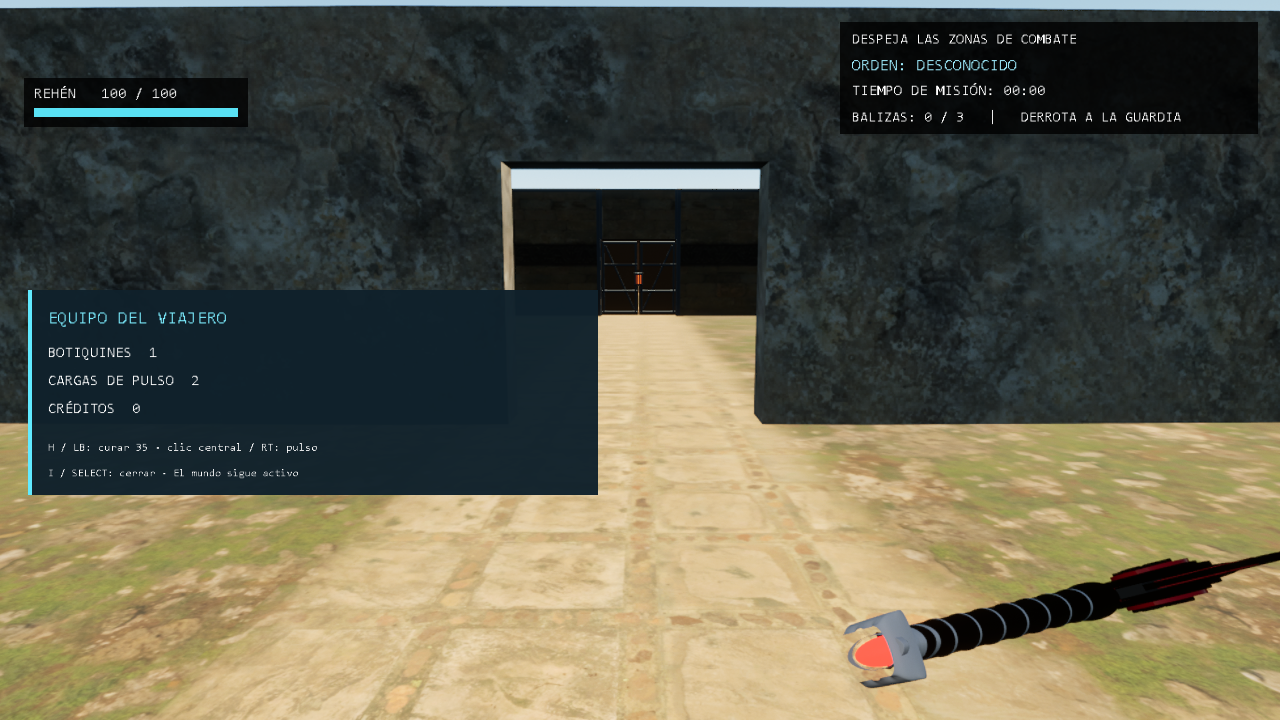 REHÉN 100 / 100
DESPEJA LAS ZONAS DE COMBATE
ORDEN: DESCONOCIDO
TIEMPO DE MISIÓN: 00:00
BALIZAS: 0 / 3 | DERROTA A LA GUARDIA
EQUIPO DEL VIAJERO
BOTIQUINES 1
CARGAS DE PULSO 2
CRÉDITOS 0
H / LB: curar 35 · clic central / RT: pulso
I / SELECT: cerrar · El mundo sigue activo